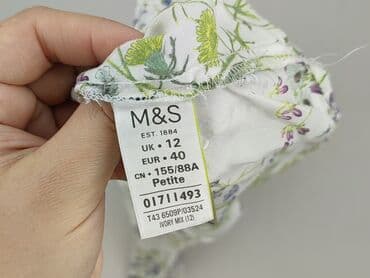 M&S
EST. 1884
UK • 12
EUR • 40
CN • 155/88A
Petite
01711493
T43 6509P/03524
IVORY MIX (12)